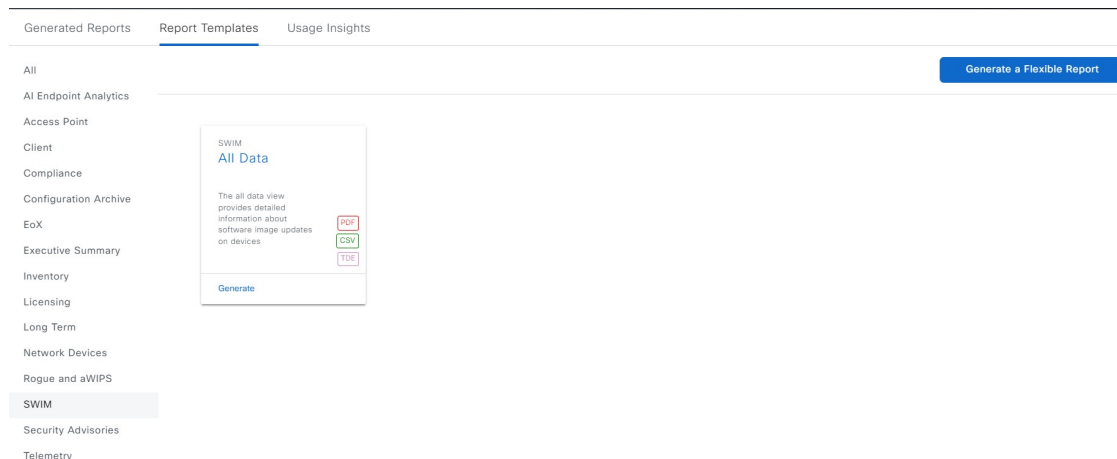 Generated Reports Report Templates Usage Insights
Generate a Flexible Report
All
AI Endpoint Analytics
Access Point
Client
Compliance
Configuration Archive
EoX
Executive Summary
Inventory
Licensing
Long Term
Network Devices
Rogue and aWIPS
SWIM
Security Advisories
Telemetry
SWIM
All Data
The all data view
provides detailed
information about
software image updates
on devices
PDF
CSV
TDE
Generate